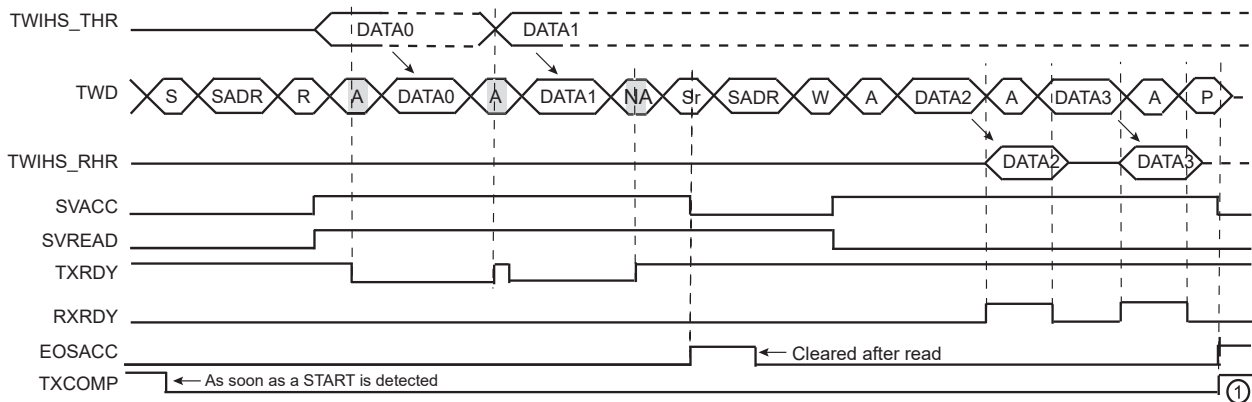 TWIHS_THR DATA0 DATA1
TWD S SADR R A DATA0 A DATA1 NA Sr SADR W A DATA2 A DATA3 A P
TWIHS_RHR DATA2 DATA3
SVACC
SVREAD
TXRDY
RXRDY
EOSACC Cleared after read
TXCOMP As soon as a START is detected 1